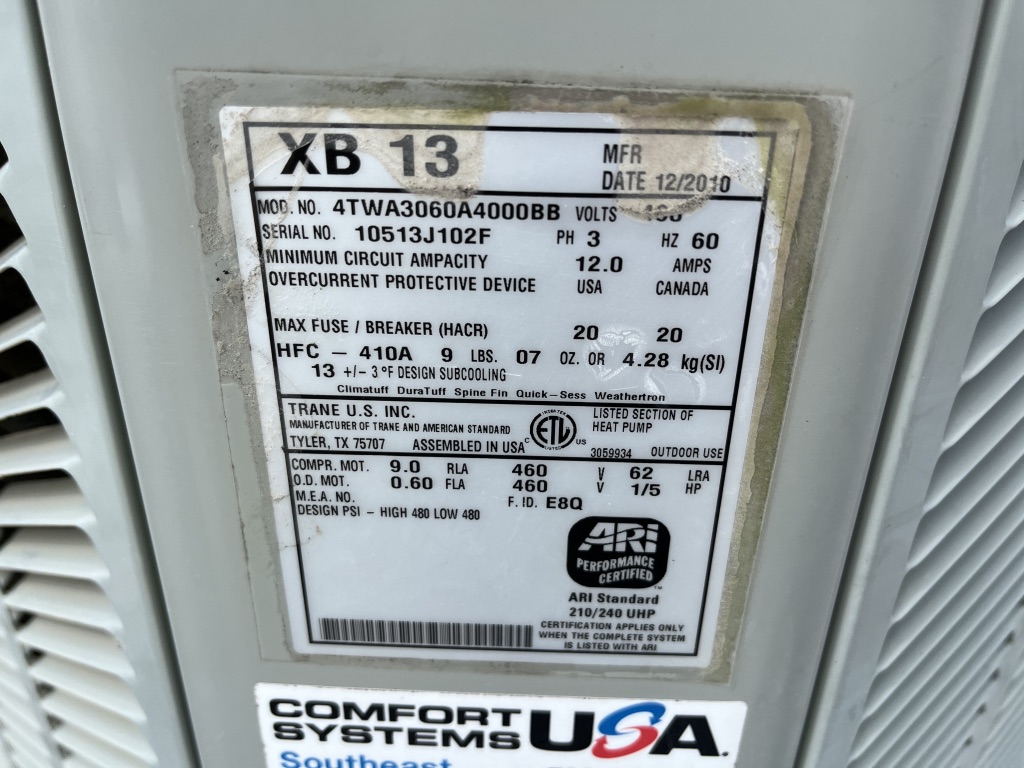 XB 13
MFR
DATE 12/2010
MOD. NO. 4TWA3060A4000BB VOLTS
SERIAL NO. 10513J102F PH 3 HZ 60
MINIMUM CIRCUIT AMPACITY 12.0 AMPS
OVERCURRENT PROTECTIVE DEVICE USA CANADA
MAX FUSE / BREAKER (HACR) 20 20
HFC - 410A 9 LBS. 07 OZ. OR 4.28 kg(SI)
13 +/- 3 °F DESIGN SUBCOOLING
Climatuff DuraTuff Spine Fin Quick-Sess Weathertron
TRANE U.S. INC.
MANUFACTURER OF TRANE AND AMERICAN STANDARD
TYLER, TX 75707 ASSEMBLED IN USA
C ETL US
INTERTEK
LISTED
LISTED SECTION OF
HEAT PUMP
3059934 OUTDOOR USE
COMPR. MOT. 9.0 RLA 460 V 62 LRA
O.D. MOT. 0.60 FLA 460 V 1/5 HP
M.E.A. NO. F. ID. E8Q
DESIGN PSI - HIGH 480 LOW 480
ARI
PERFORMANCE
CERTIFIED
TM
ARI Standard
210/240 UHP
CERTIFICATION APPLIES ONLY
WHEN THE COMPLETE SYSTEM
IS LISTED WITH ARI
COMFORT
SYSTEMS USA.
Southeast